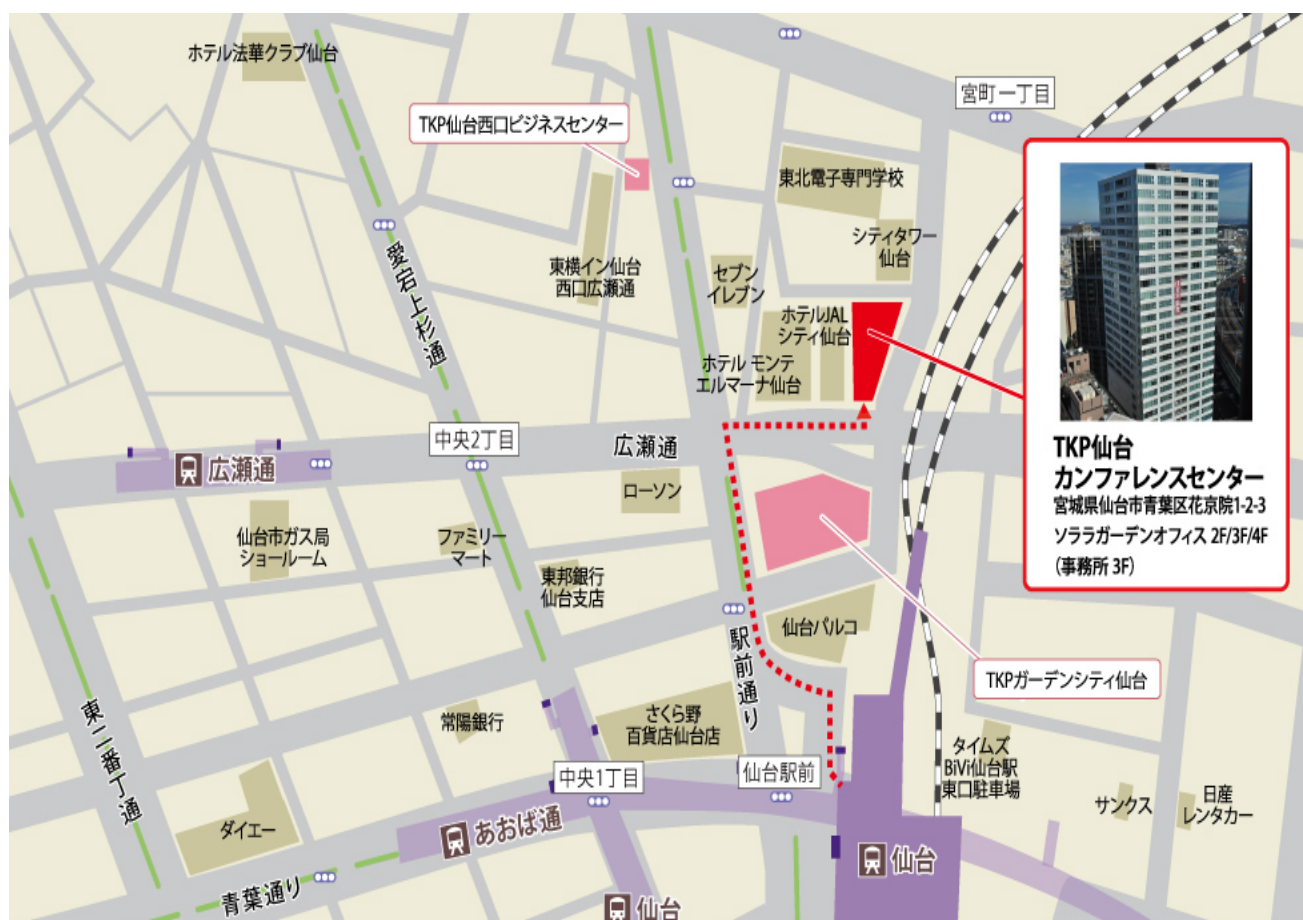 ホテル法華クラブ仙台
TKP仙台西口ビジネスセンター
宮町一丁目
東北電子専門学校
シティタワー
仙台
愛宕上杉通
東横イン仙台
西口広瀬通
セブン
イレブン
ホテルJAL
シティ仙台
ホテル モンテ
エルマーナ仙台
TKP仙台
カンファレンスセンター
宮城県仙台市青葉区花京院1-2-3
ソララガーデンオフィス 2F/3F/4F
(事務所 3F)
中央2丁目
広瀬通
広瀬通
ローソン
仙台市ガス局
ショールーム
ファミリー
マート
東邦銀行
仙台支店
仙台パルコ
駅前通り
TKPガーデンシティ仙台
東二番丁通
常陽銀行
さくら野
百貨店仙台店
中央1丁目
仙台駅前
タイムズ
BiVi仙台駅
東口駐車場
サンクス
日産
レンタカー
ダイエー
あおば通
仙台
青葉通り
仙台